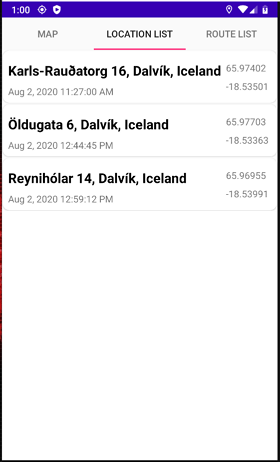 1:00
MAP LOCATION LIST ROUTE LIST
Karls-Rauðatorg 16, Dalvík, Iceland 65.97402
Aug 2, 2020 11:27:00 AM -18.53501
Öldugata 6, Dalvík, Iceland 65.97703
Aug 2, 2020 12:44:45 PM -18.53363
Reynihólar 14, Dalvík, Iceland 65.96955
Aug 2, 2020 12:59:12 PM -18.53991